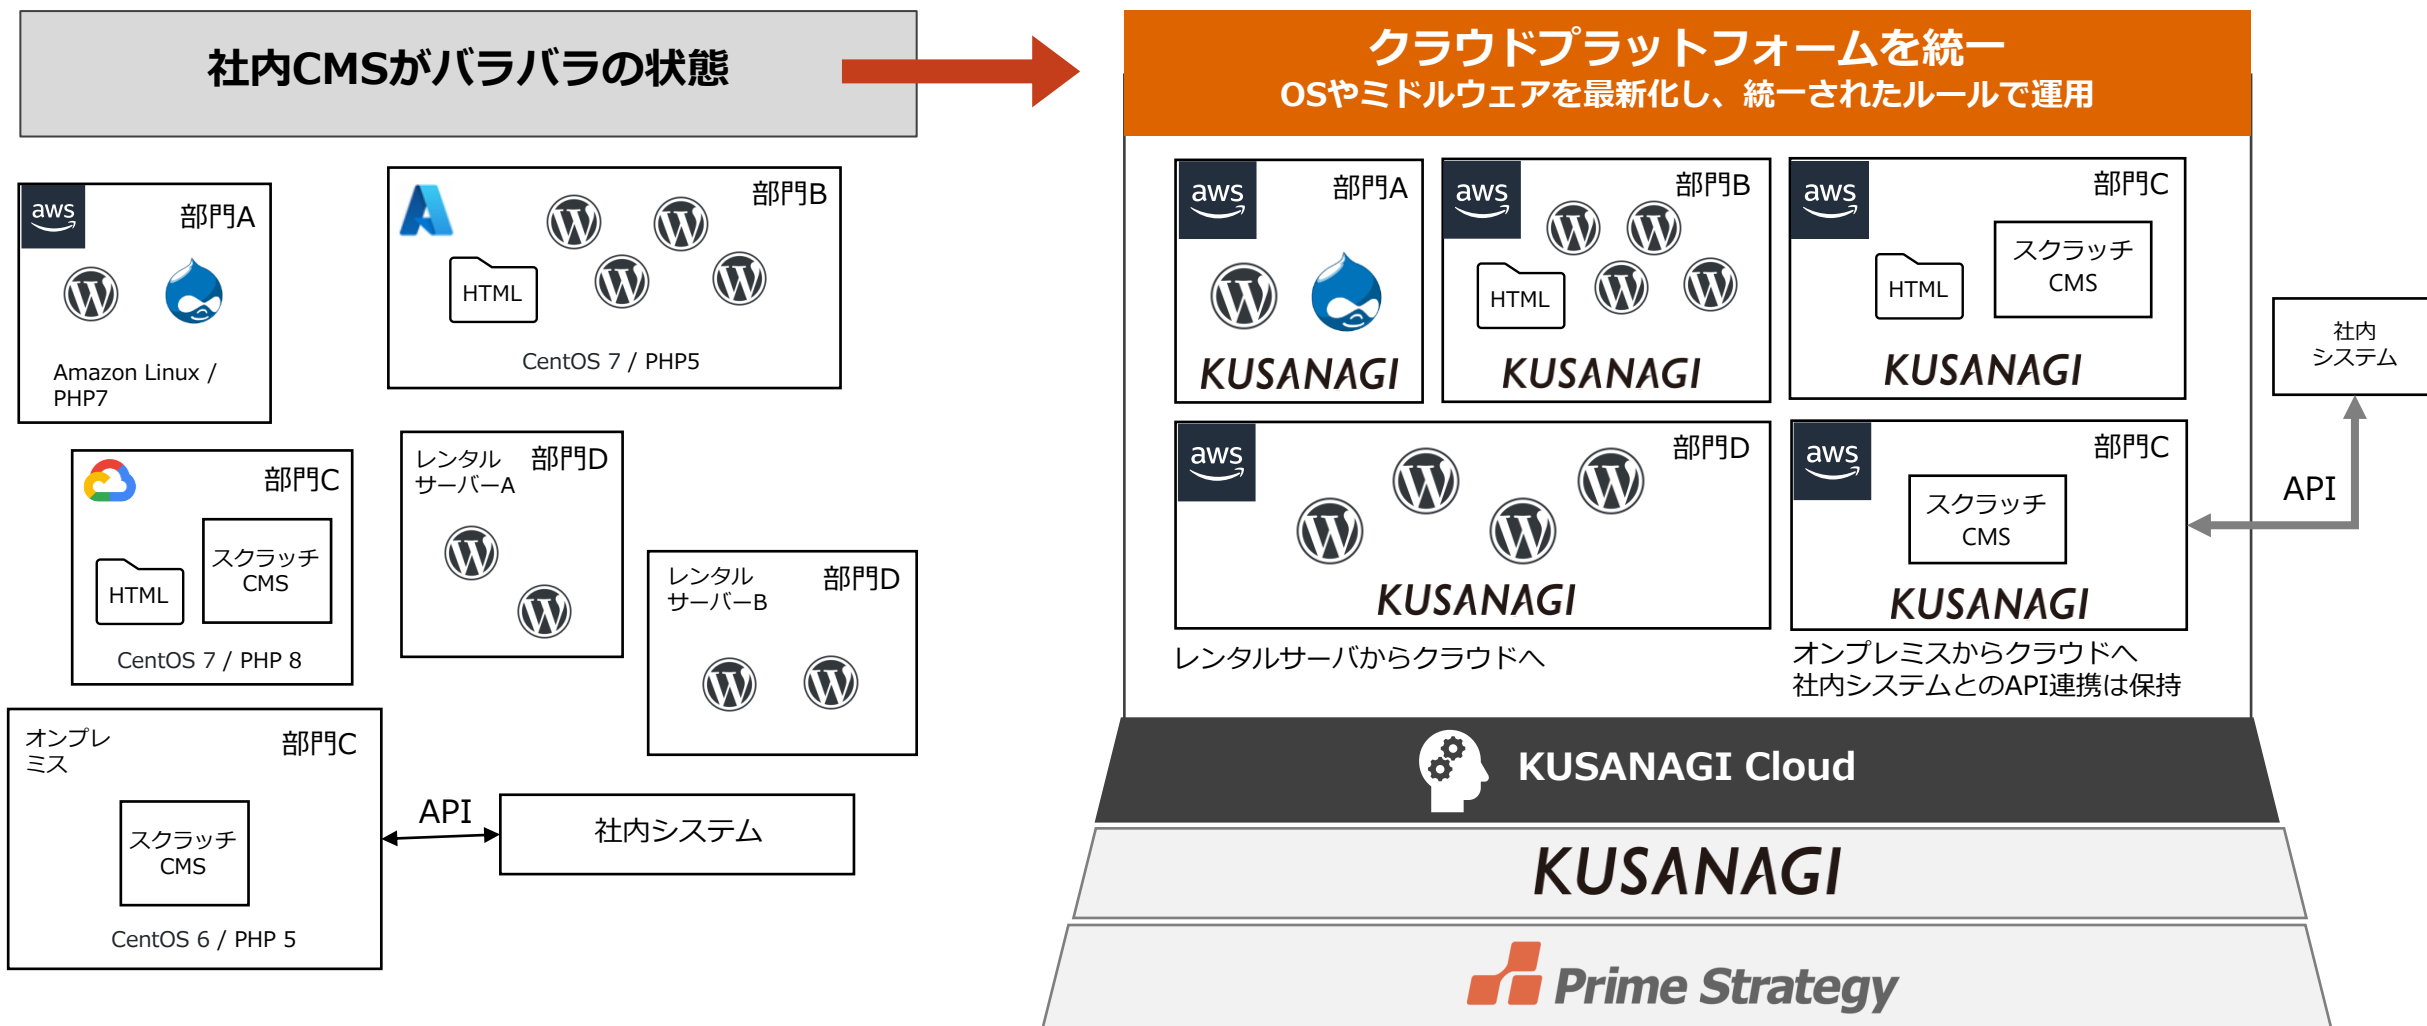 社内CMSがバラバラの状態
aws
部門A
Amazon Linux /
PHP7
部門B
HTML
CentOS 7 / PHP5
部門C
HTML
スクラッチ
CMS
CentOS 7 / PHP 8
レンタル
サーバーA
部門D
レンタル
サーバーB
部門D
オンプレ
ミス
部門C
スクラッチ
CMS
CentOS 6 / PHP 5
API
社内システム
クラウドプラットフォームを統一
OSやミドルウェアを最新化し、統一されたルールで運用
aws
部門A
KUSANAGI
aws
部門B
HTML
KUSANAGI
aws
部門C
HTML
スクラッチ
CMS
KUSANAGI
aws
部門D
KUSANAGI
レンタルサーバからクラウドへ
aws
部門C
スクラッチ
CMS
KUSANAGI
オンプレミスからクラウドへ
社内システムとのAPI連携は保持
社内
システム
API
KUSANAGI Cloud
KUSANAGI
Prime Strategy